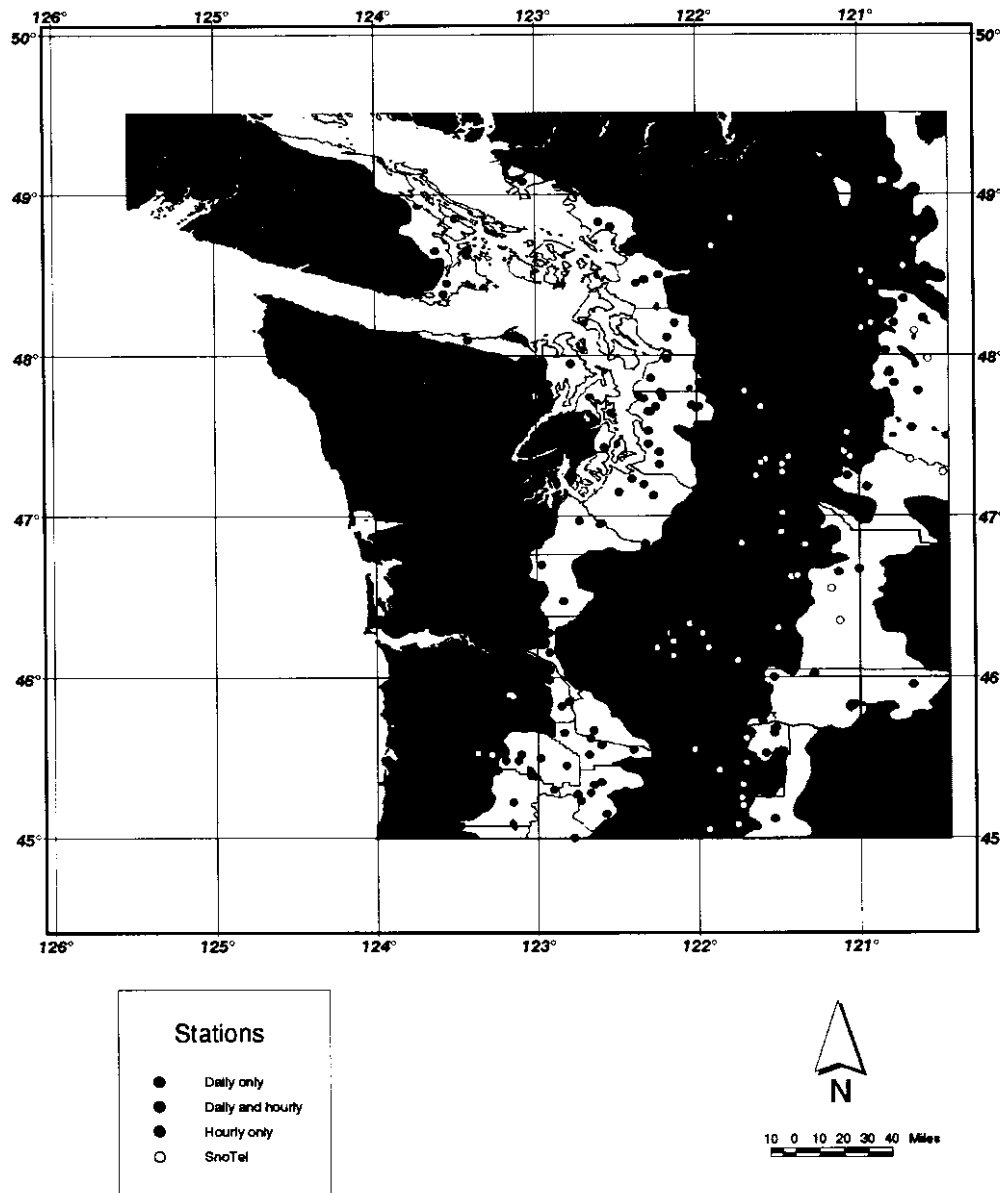 126° 125° 124° 123° 122° 121°
50° 50°
49° 49°
48° 48°
47° 47°
46° 46°
45° 45°
126° 125° 124° 123° 122° 121°
Stations
Daily only
Daily and hourly
Hourly only
SnoTel
N
10 0 10 20 30 40 Miles